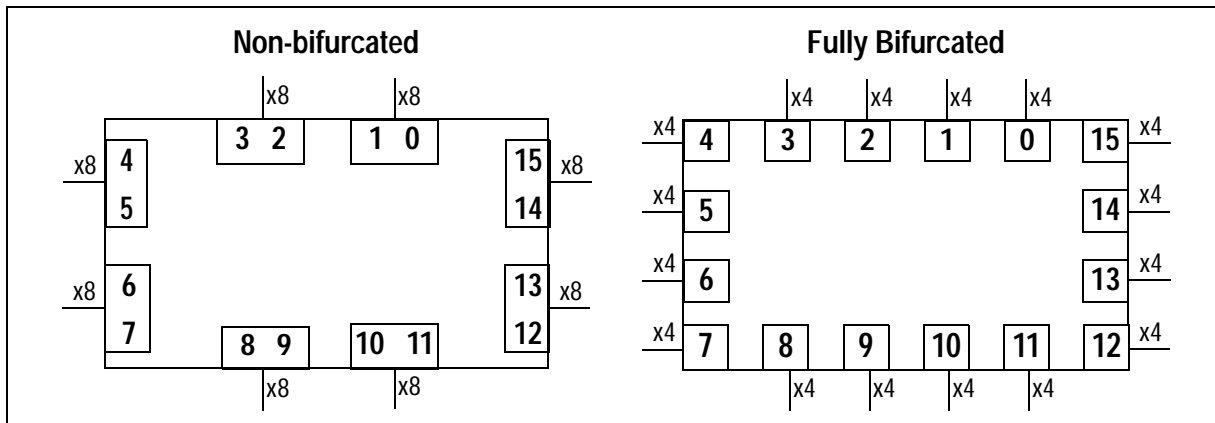 Non-bifurcated
x8 x8
3 2 1 0
x8 4 15 x8
5 14
x8 6 13 x8
7 12
8 9 10 11
x8 x8
Fully Bifurcated
x4 x4 x4 x4
x4 4 3 2 1 0 15 x4
x4 5 14 x4
x4 6 13 x4
x4 7 8 9 10 11 12 x4
x4 x4 x4 x4